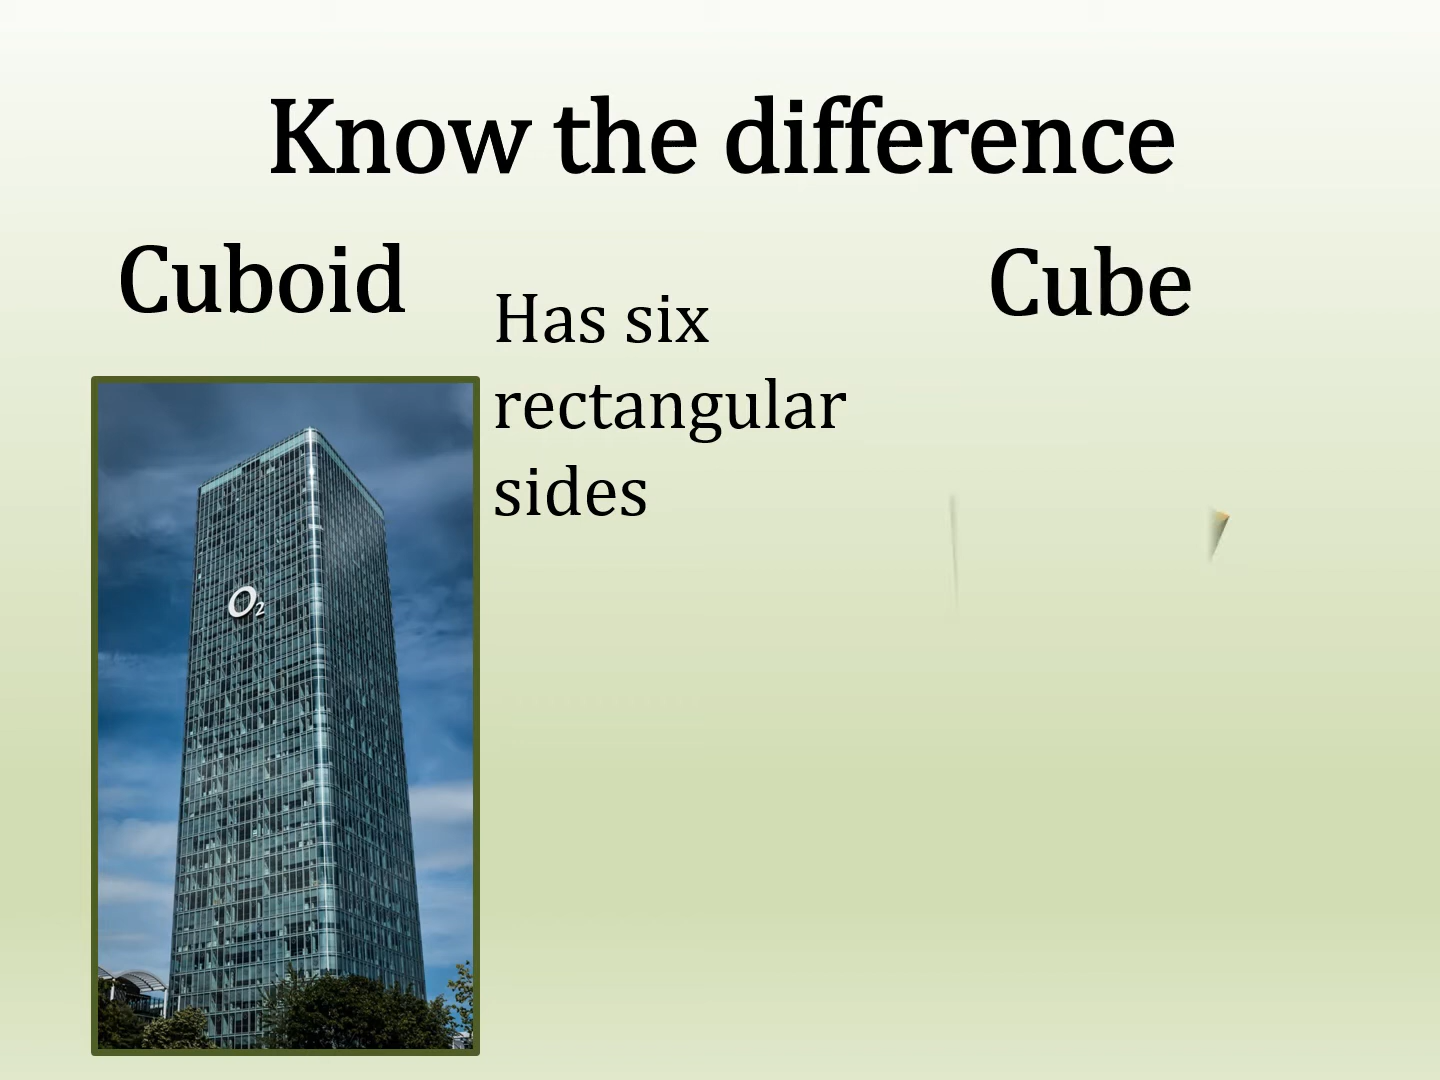 Know the difference
Cuboid
Has six
rectangular
sides
Cube
O2